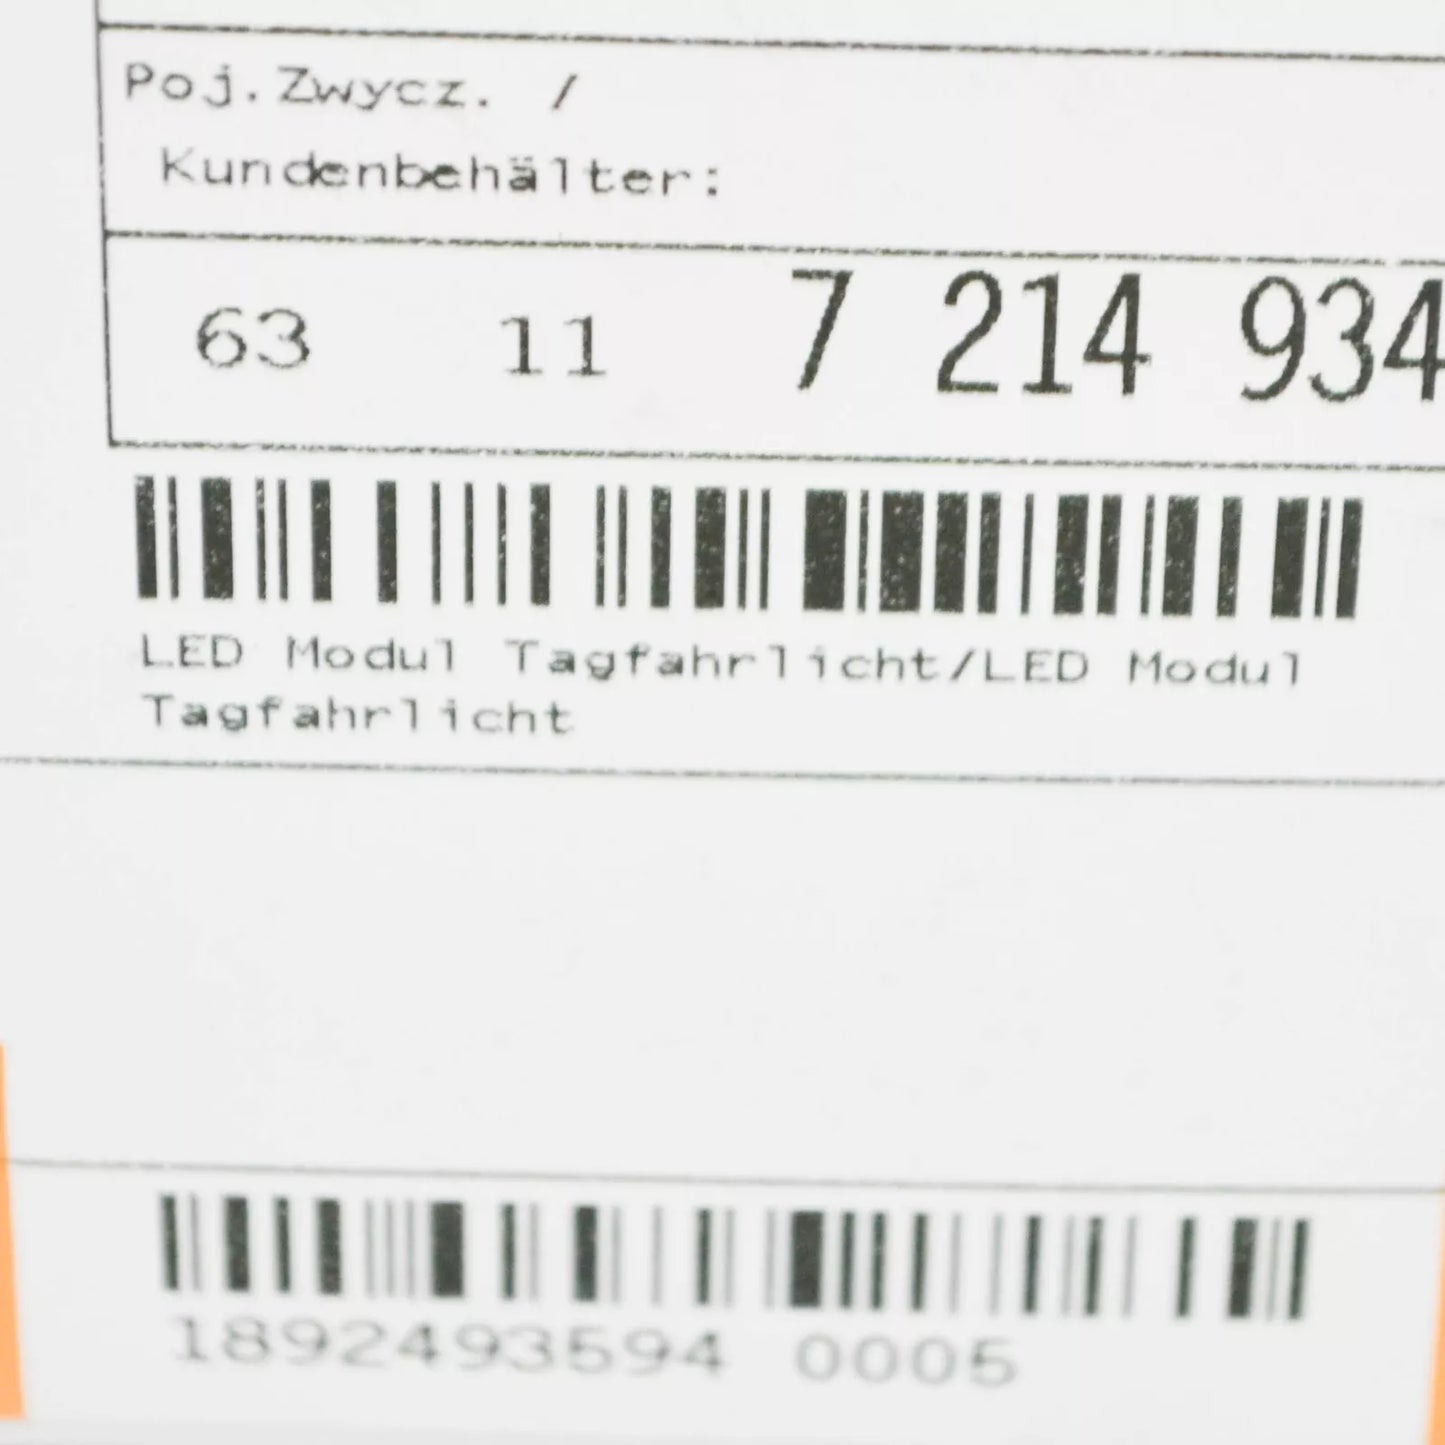 Poj.Zwycz. /
Kundenbehälter:
63 11 7 214 934
LED Modul Tagfahrlicht/LED Modul
Tagfahrlicht
1892493594 0005